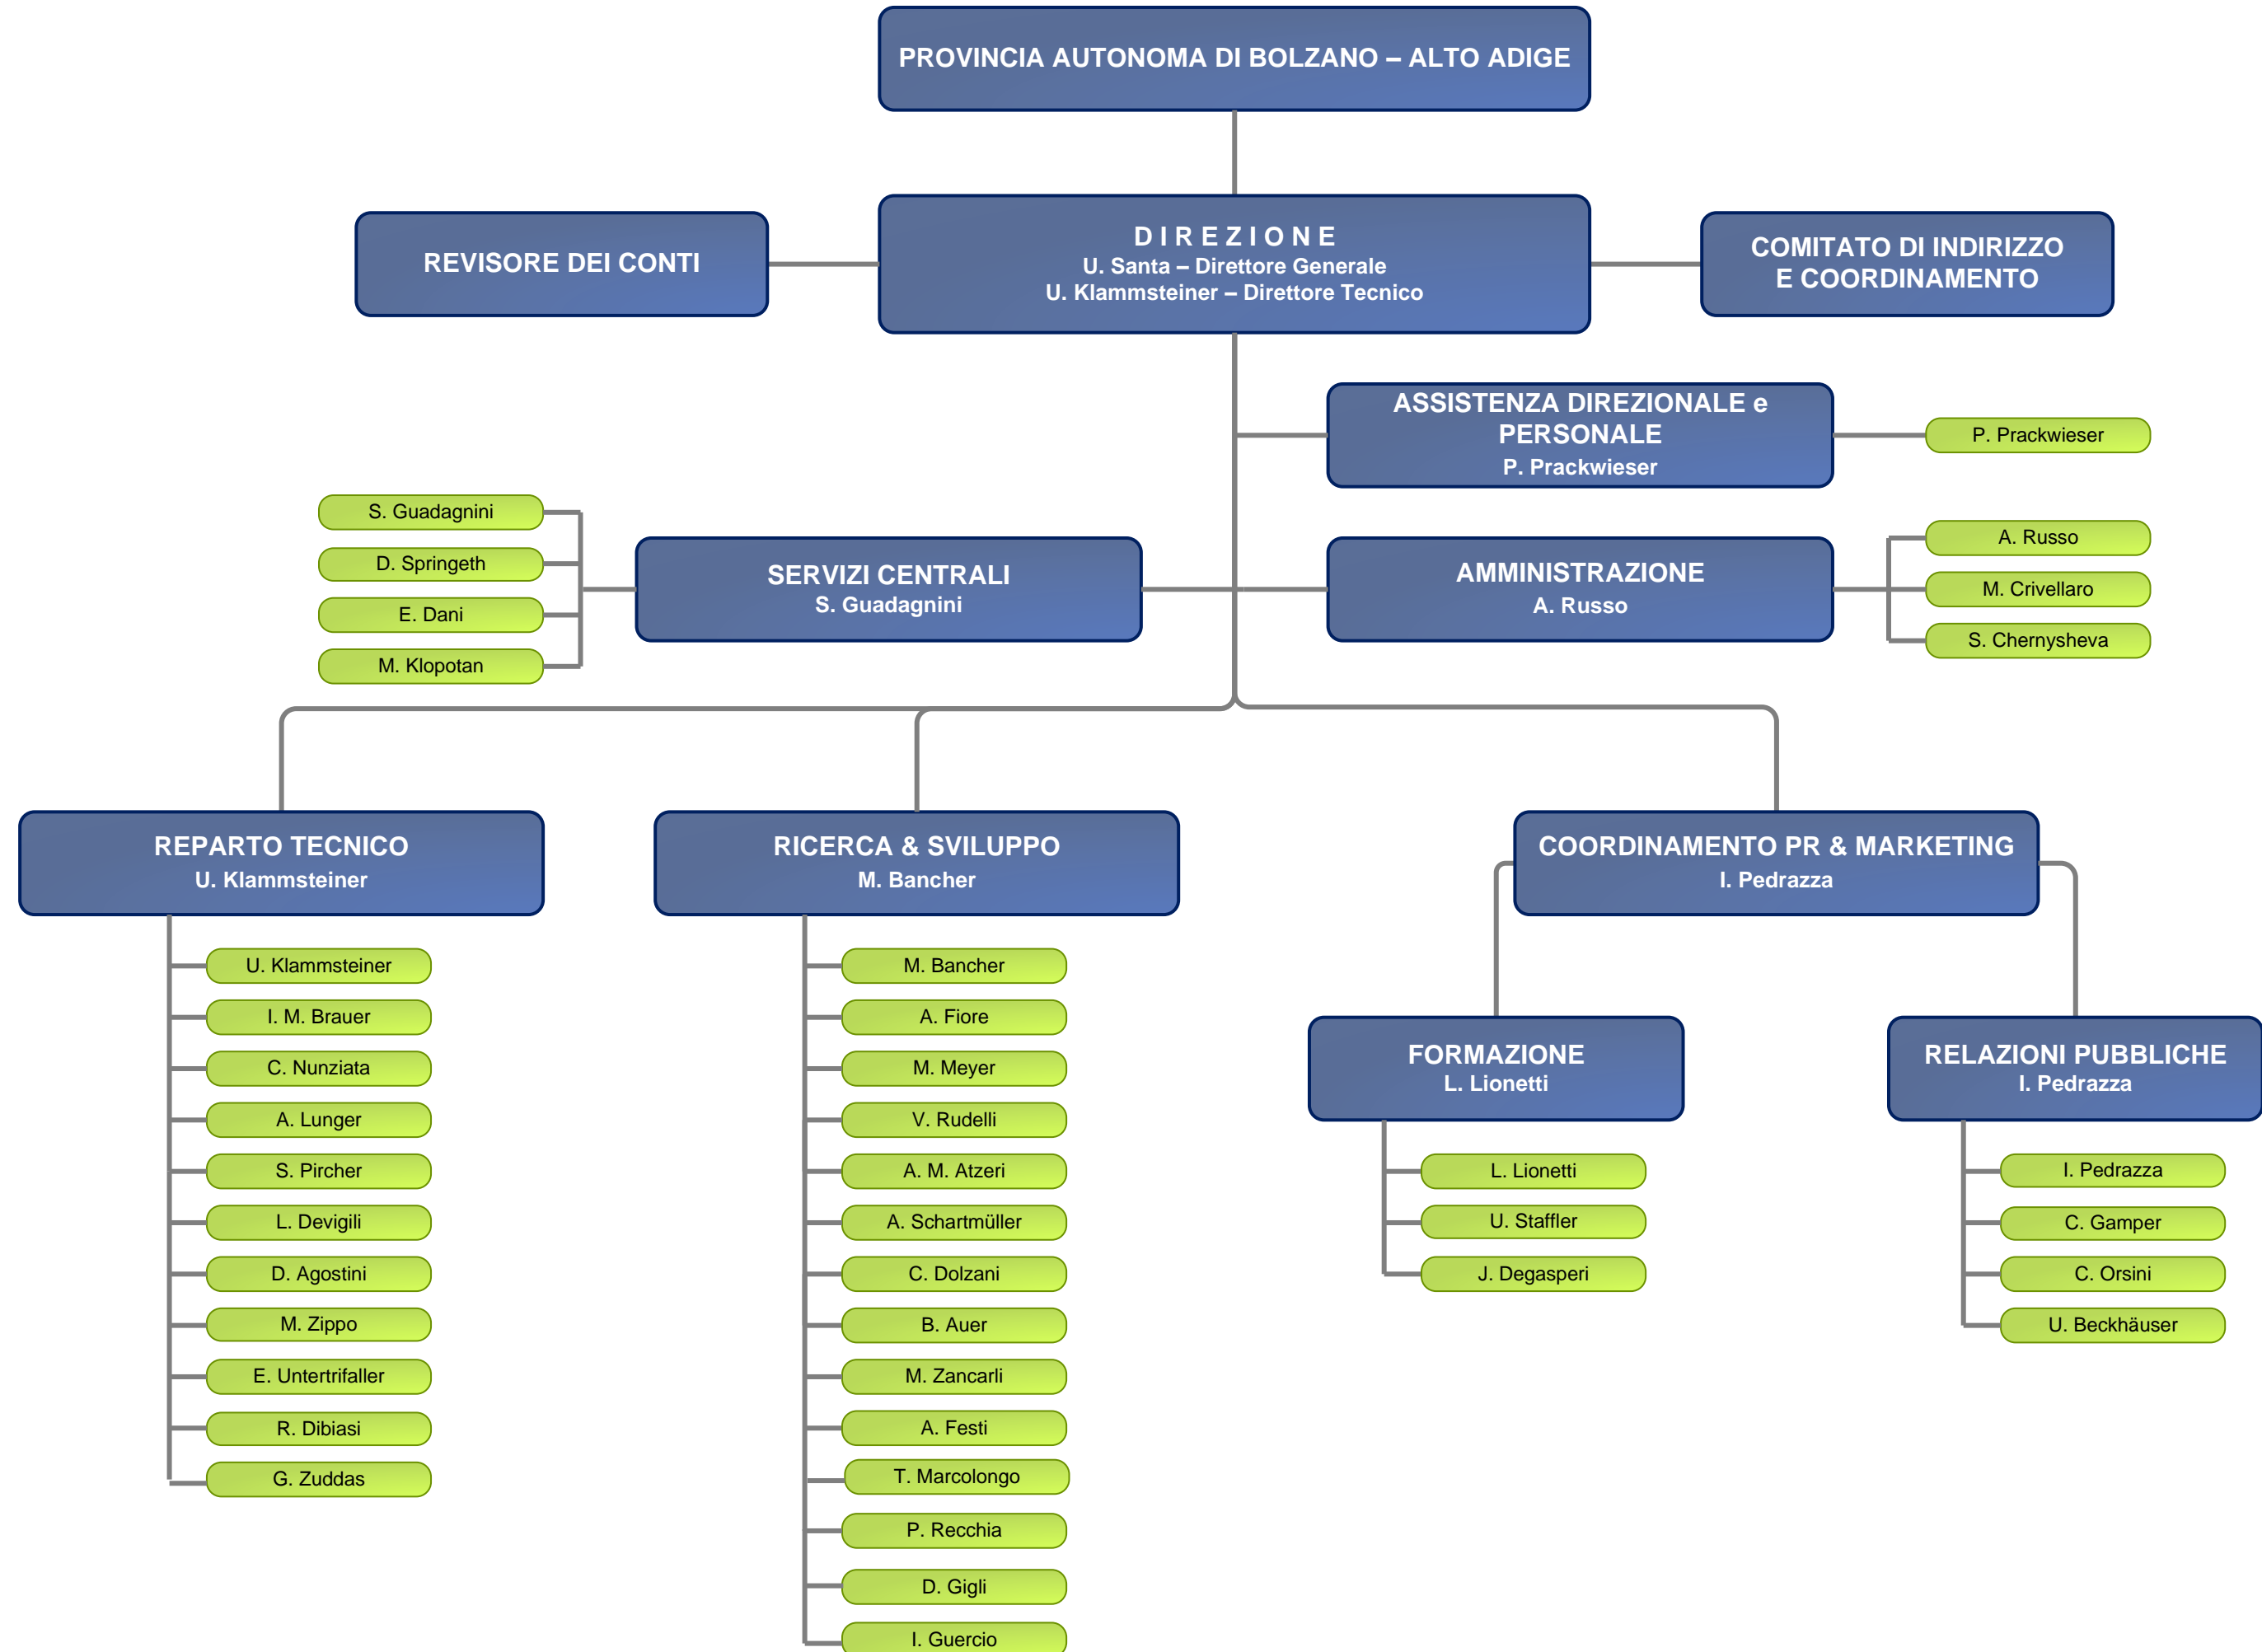 PROVINCIA AUTONOMA DI BOLZANO – ALTO ADIGE
REVISORE DEI CONTI
D I R E Z I O N E
U. Santa – Direttore Generale
U. Klammsteiner – Direttore Tecnico
COMITATO DI INDIRIZZO
E COORDINAMENTO
ASSISTENZA DIREZIONALE e
PERSONALE
P. Prackwieser
P. Prackwieser
S. Guadagnini
D. Springeth
E. Dani
M. Klopotan
SERVIZI CENTRALI
S. Guadagnini
AMMINISTRAZIONE
A. Russo
A. Russo
M. Crivellaro
S. Chernysheva
REPARTO TECNICO
U. Klammsteiner
U. Klammsteiner
I. M. Brauer
C. Nunziata
A. Lunger
S. Pircher
L. Devigili
D. Agostini
M. Zippo
E. Untertrifaller
R. Dibiasi
G. Zuddas
RICERCA & SVILUPPO
M. Bancher
M. Bancher
A. Fiore
M. Meyer
V. Rudelli
A. M. Atzeri
A. Schartmüller
C. Dolzani
B. Auer
M. Zancarli
A. Festi
T. Marcolongo
P. Recchia
D. Gigli
I. Guercio
COORDINAMENTO PR & MARKETING
I. Pedrazza
FORMAZIONE
L. Lionetti
L. Lionetti
U. Staffler
J. Degasperi
RELAZIONI PUBBLICHE
I. Pedrazza
I. Pedrazza
C. Gamper
C. Orsini
U. Beckhäuser